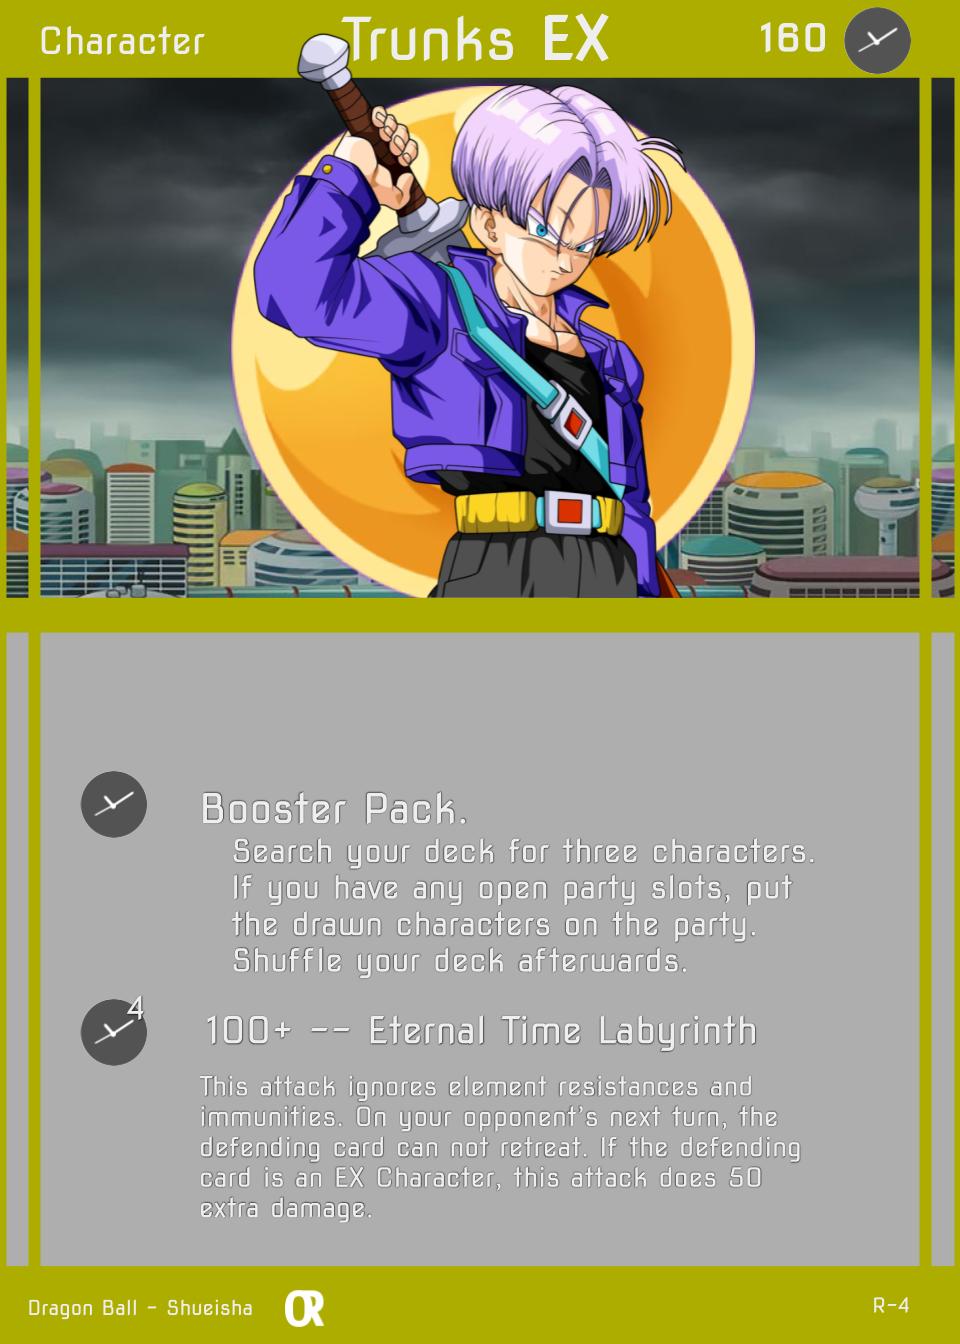 Character
Trunks EX
160
Booster Pack.
Search your deck for three characters.
If you have any open party slots, put
the drawn characters on the party.
Shuffle your deck afterwards.
4
100+ -- Eternal Time Labyrinth
This attack ignores element resistances and
immunities. On your opponent's next turn, the
defending card can not retreat. If the defending
card is an EX Character, this attack does 50
extra damage.
Dragon Ball - Shueisha
OR
R-4